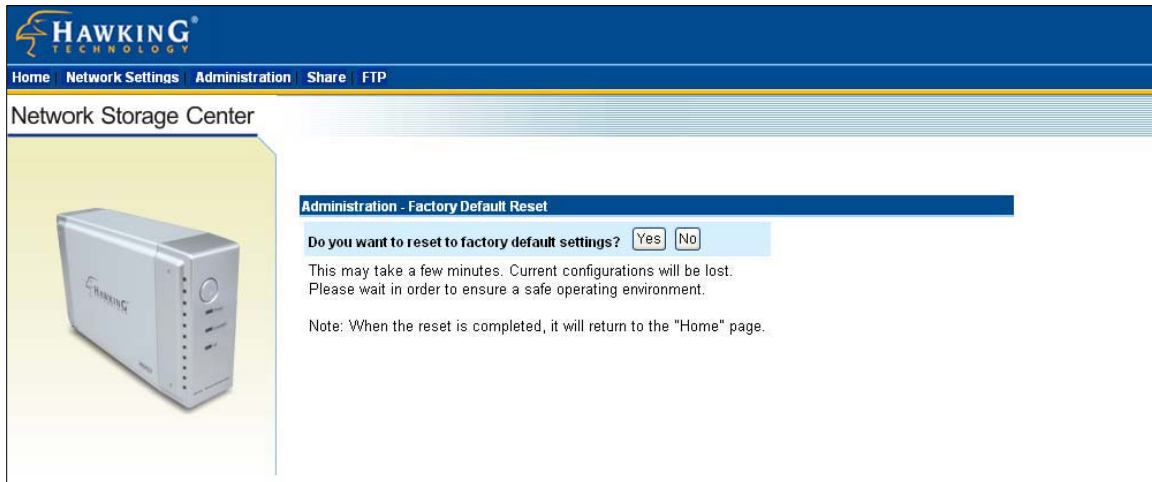 HAWKING®
TECHNOLOGY
Home | Network Settings | Administration | Share | FTP
Network Storage Center
HAWKING
Administration - Factory Default Reset
Do you want to reset to factory default settings? Yes No
This may take a few minutes. Current configurations will be lost.
Please wait in order to ensure a safe operating environment.
Note: When the reset is completed, it will return to the "Home" page.